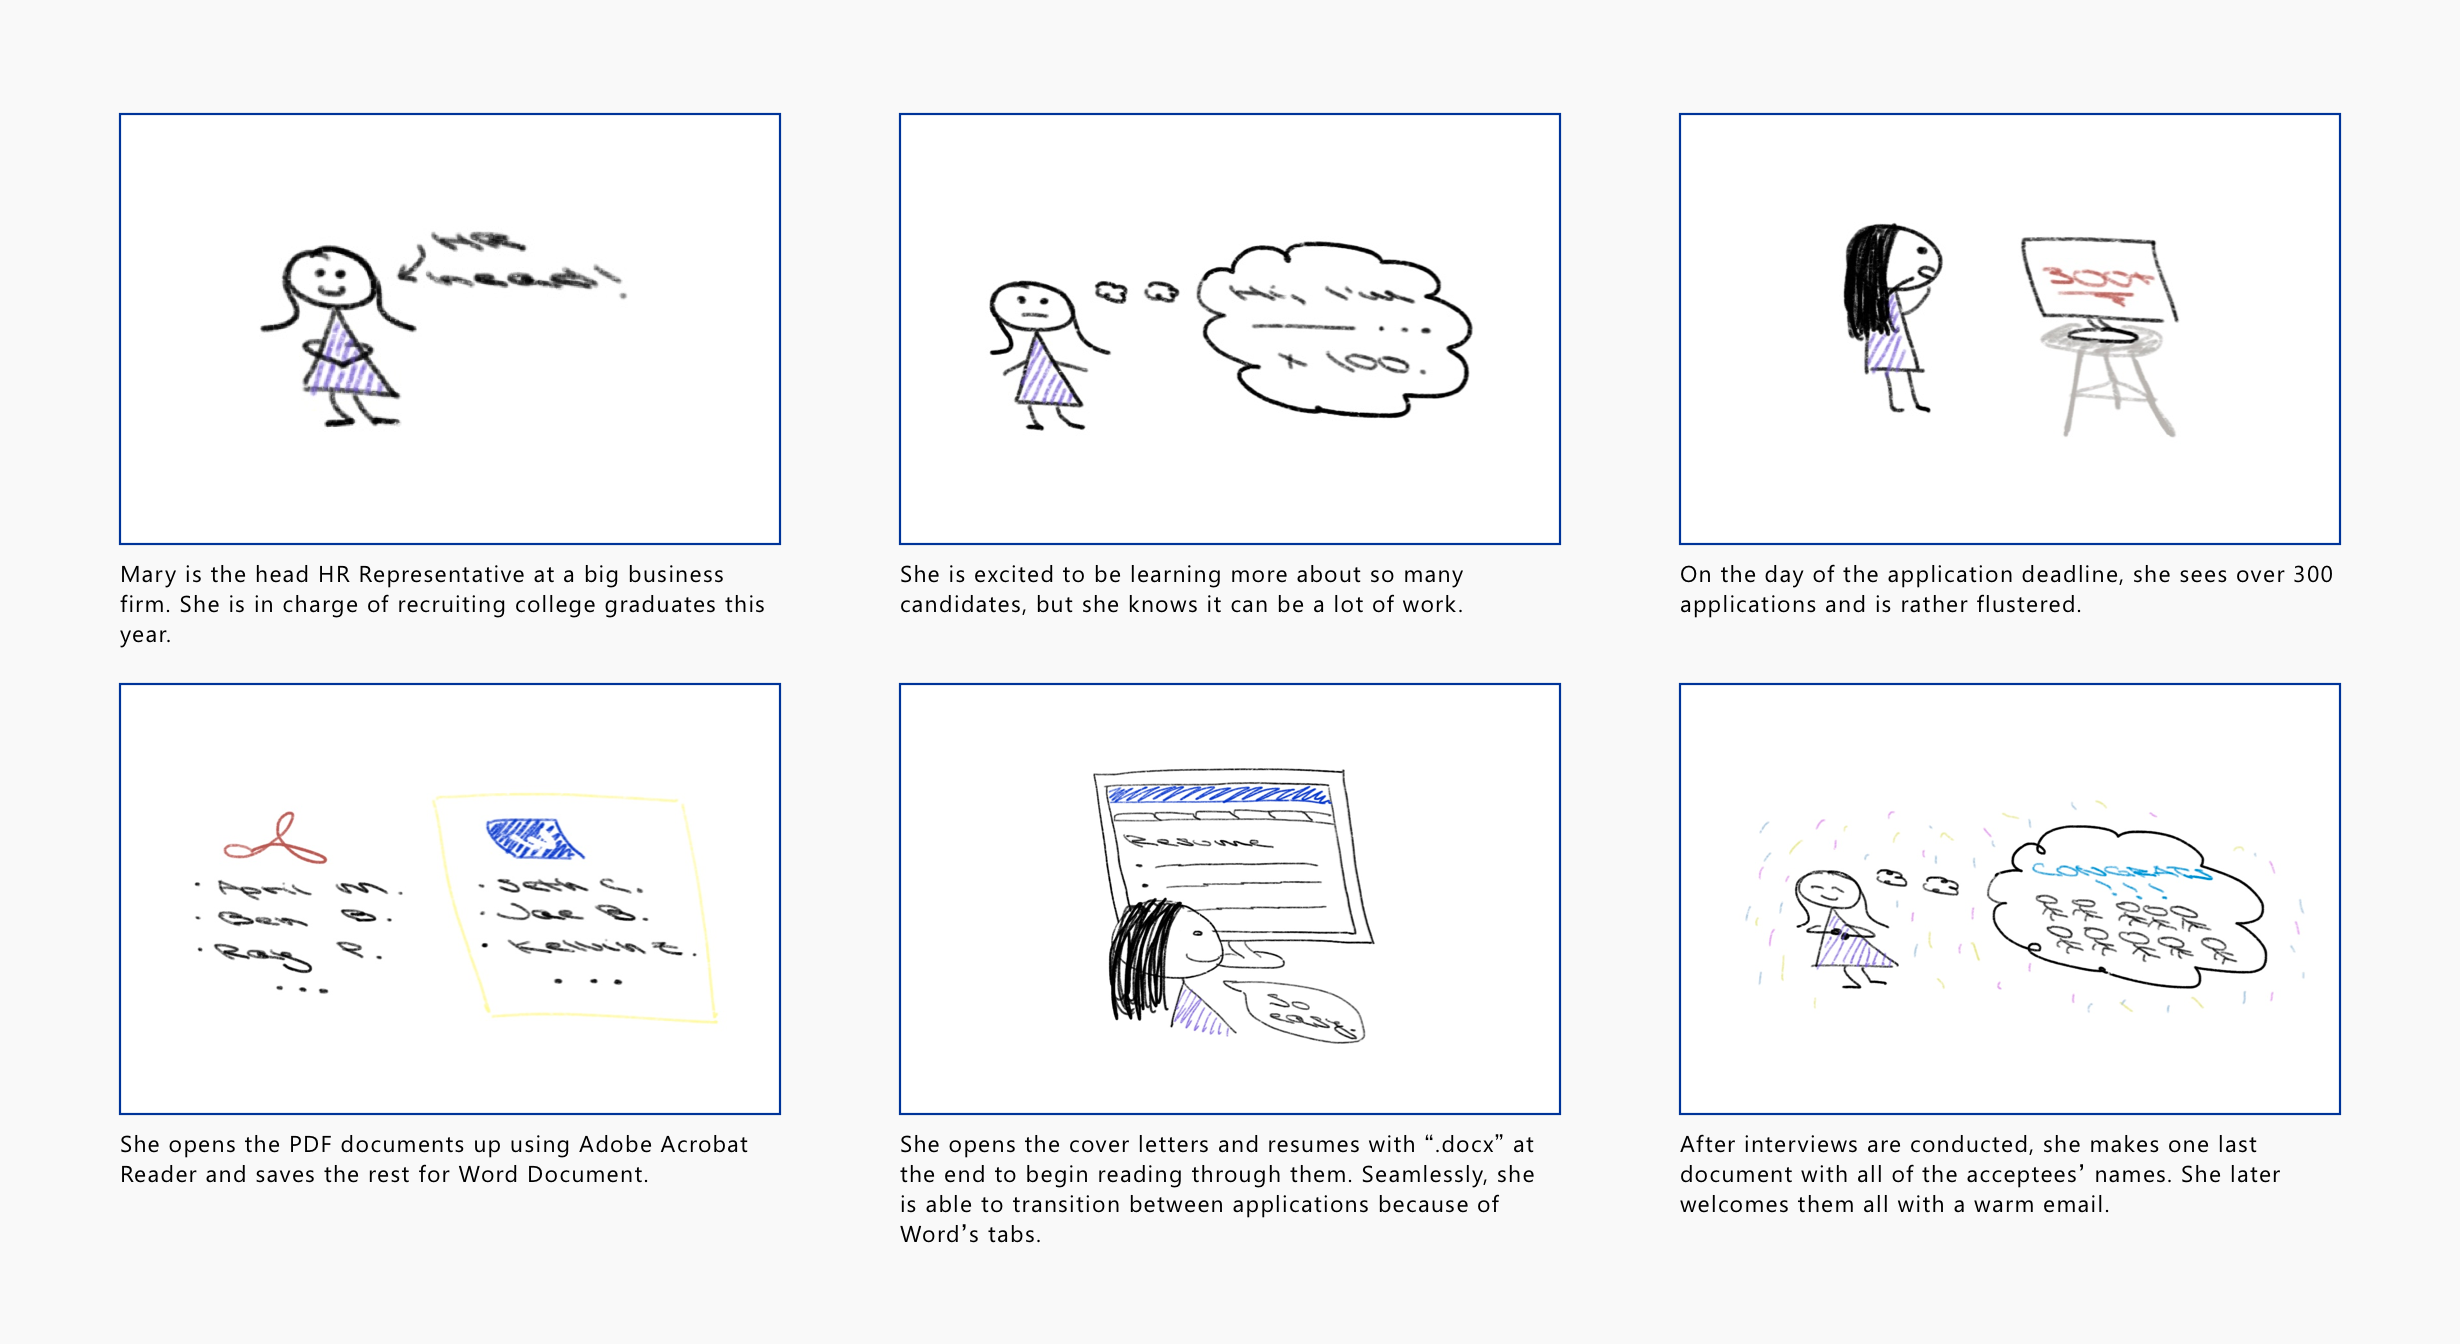 HR
head!
Mary is the head HR Representative at a big business
firm. She is in charge of recruiting college graduates this
year.
Hi, I'm
...
x 100.
She is excited to be learning more about so many
candidates, but she knows it can be a lot of work.
300+
On the day of the application deadline, she sees over 300
applications and is rather flustered.
· April M.
· Ben B.
· Ray P.
...
· Seth C.
· Jae B.
· Kelvin Z.
...
She opens the PDF documents up using Adobe Acrobat
Reader and saves the rest for Word Document.
Resume
So
easy.
She opens the cover letters and resumes with “.docx” at
the end to begin reading through them. Seamlessly, she
is able to transition between applications because of
Word’s tabs.
CONGRATS
!!!
After interviews are conducted, she makes one last
document with all of the acceptees’ names. She later
welcomes them all with a warm email.